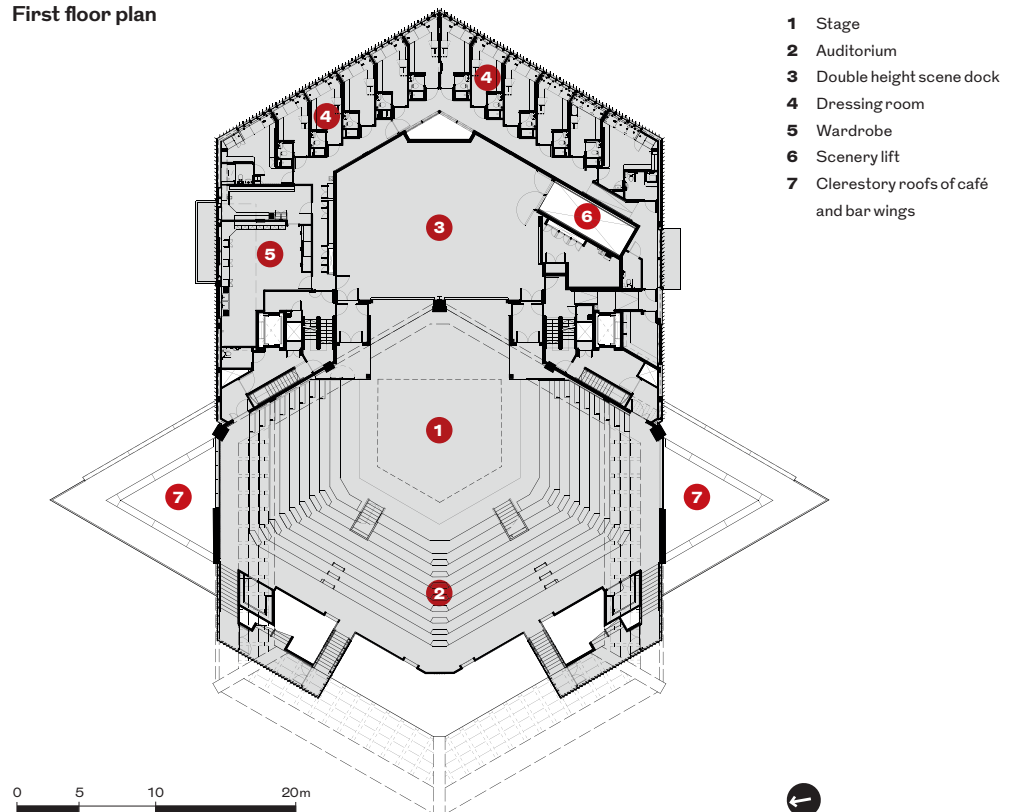 First floor plan
1 Stage
2 Auditorium
3 Double height scene dock
4 Dressing room
5 Wardrobe
6 Scenery lift
7 Clerestory roofs of café
and bar wings
4
4
3
6
5
1
7
7
2
0 5 10 20m